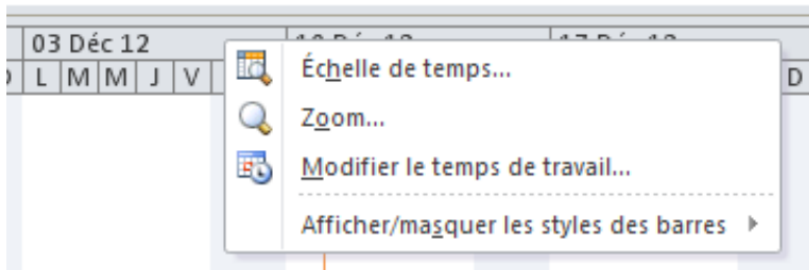 03 Déc 12
L M M J V D
Échelle de temps...
Zoom...
Modifier le temps de travail...
Afficher/masquer les styles des barres